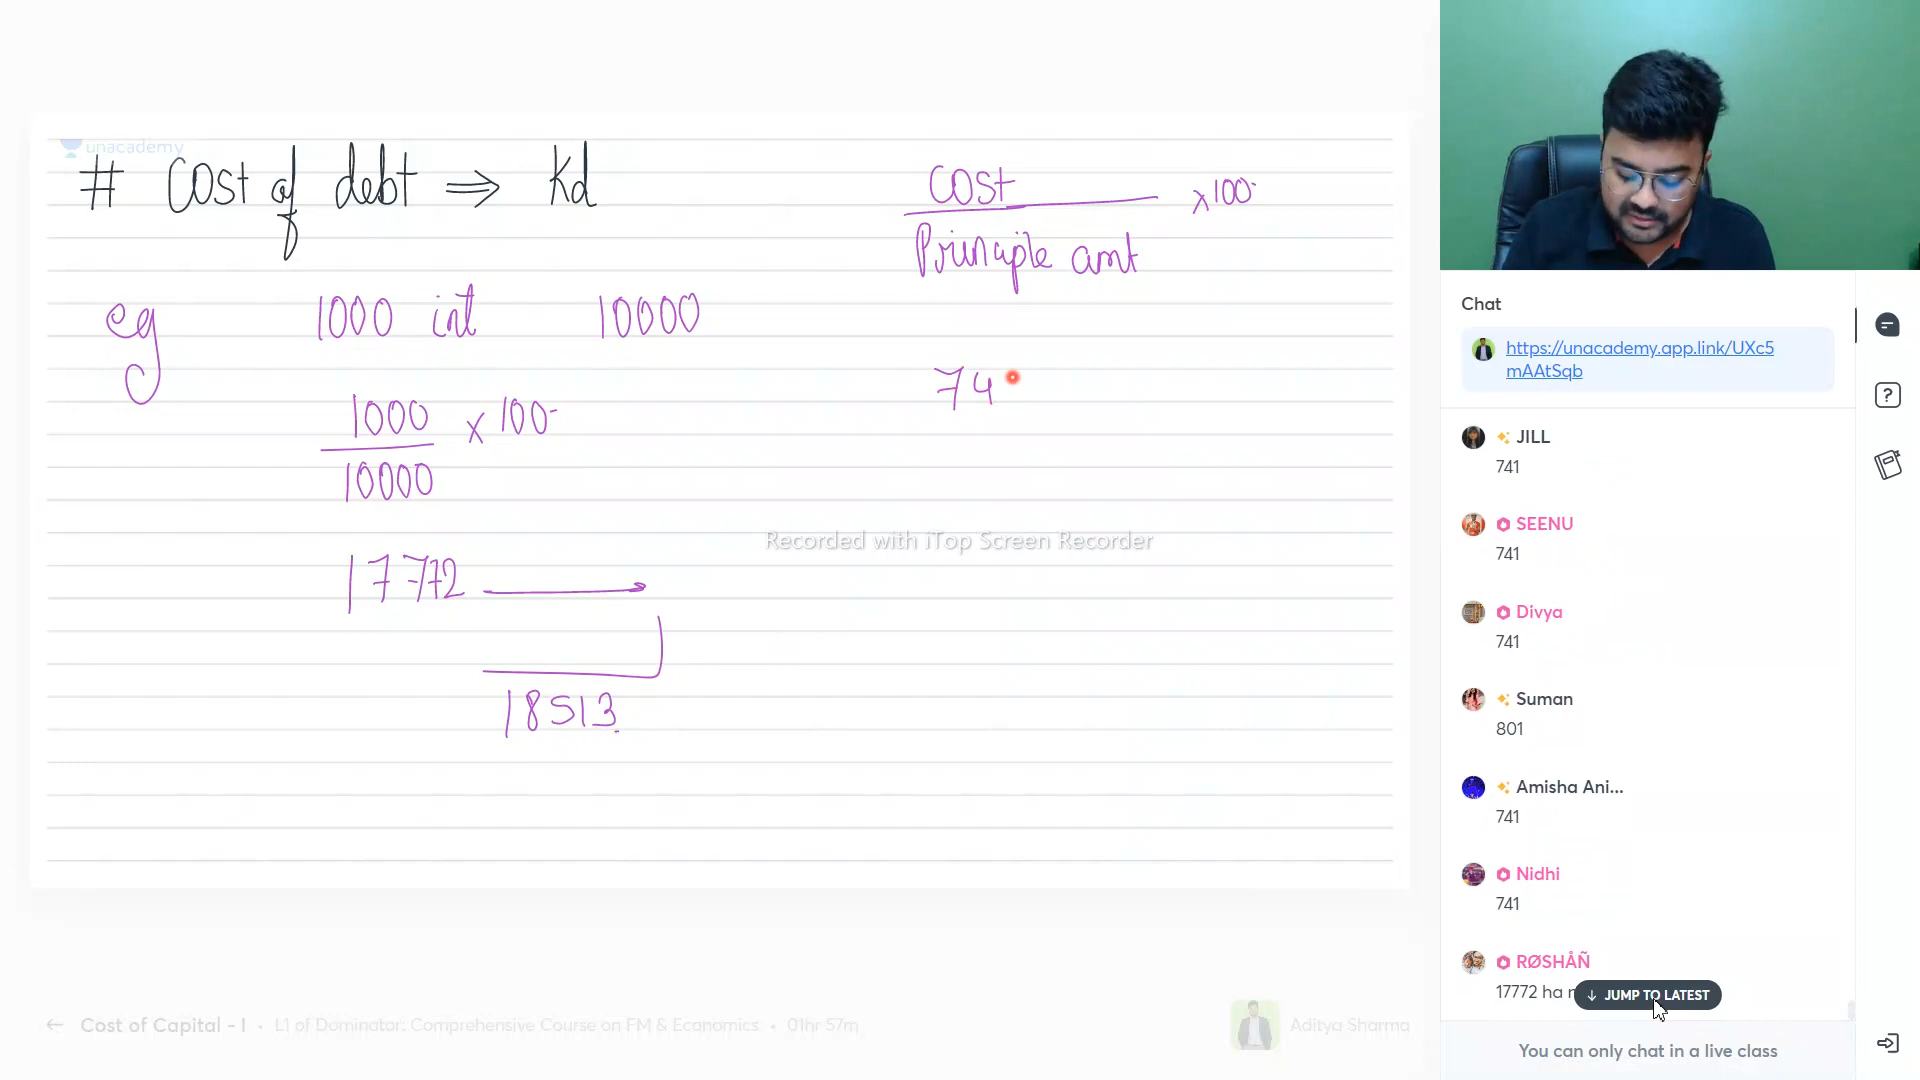 unacademy
# Cost of debt ⇒ Kd
Cost
Principle amt
×100
eg 1000 int 10000
1000
10000
× 100
74
17772
18513
Recorded with iTop Screen Recorder
← Cost of Capital - I • L1 of Dominator: Comprehensive Course on FM & Economics • 01hr 57m
Aditya Sharma
Chat
https://unacademy.app.link/UXc5
mAAtSqb
JILL
741
SEENU
741
Divya
741
Suman
801
Amisha Ani...
741
Nidhi
741
RØSHÅÑ
17772 ha
↓ JUMP TO LATEST
You can only chat in a live class